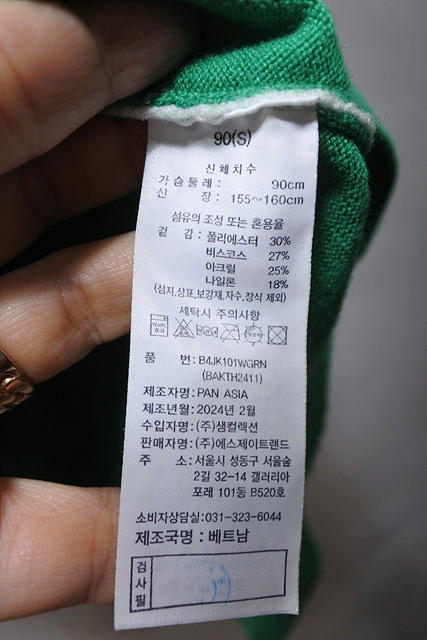 90(S)
신체치수
가슴둘레 : 90cm
신 장 : 155~160cm
섬유의 조성 또는 혼용율
겉 감 : 폴리에스터 30%
비스코스 27%
아크릴 25%
나일론 18%
(심지,상표,보강재,자수,장식 제외)
세탁시 주의사항
품 번:B4JK101WGRN
(BAKTH2411)
제조자명:PAN ASIA
제조년월:2024년 2월
수입자명:(주)샘컬렉션
판매자명:(주)에스제이트랜드
주 소:서울시 성동구 서울숲
2길 32-14 갤러리아
포레 101동 B520호
소비자상담실:031-323-6044
제조국명 : 베트남
검사필